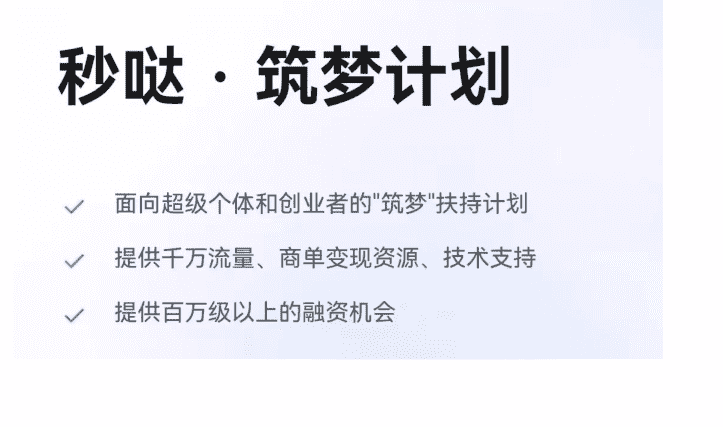 秒哒 · 筑梦计划
面向超级个体和创业者的"筑梦"扶持计划
提供千万流量、商单变现资源、技术支持
提供百万级以上的融资机会